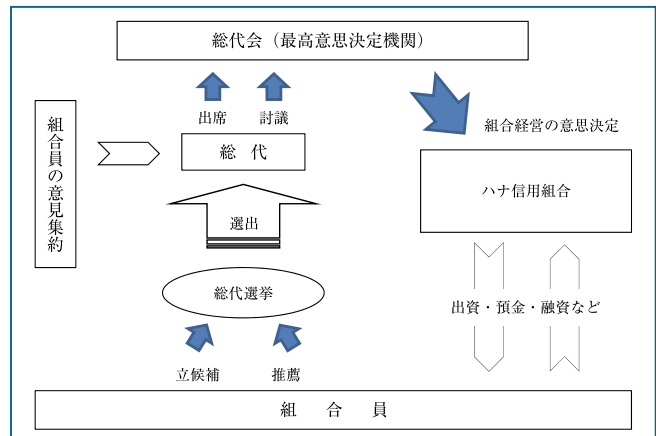 総代会（最高意思決定機関）
出席 討議
組合経営の意思決定
組合員の意見集約
総 代
ハナ信用組合
選出
総代選挙
出資・預金・融資など
立候補 推薦
組 合 員